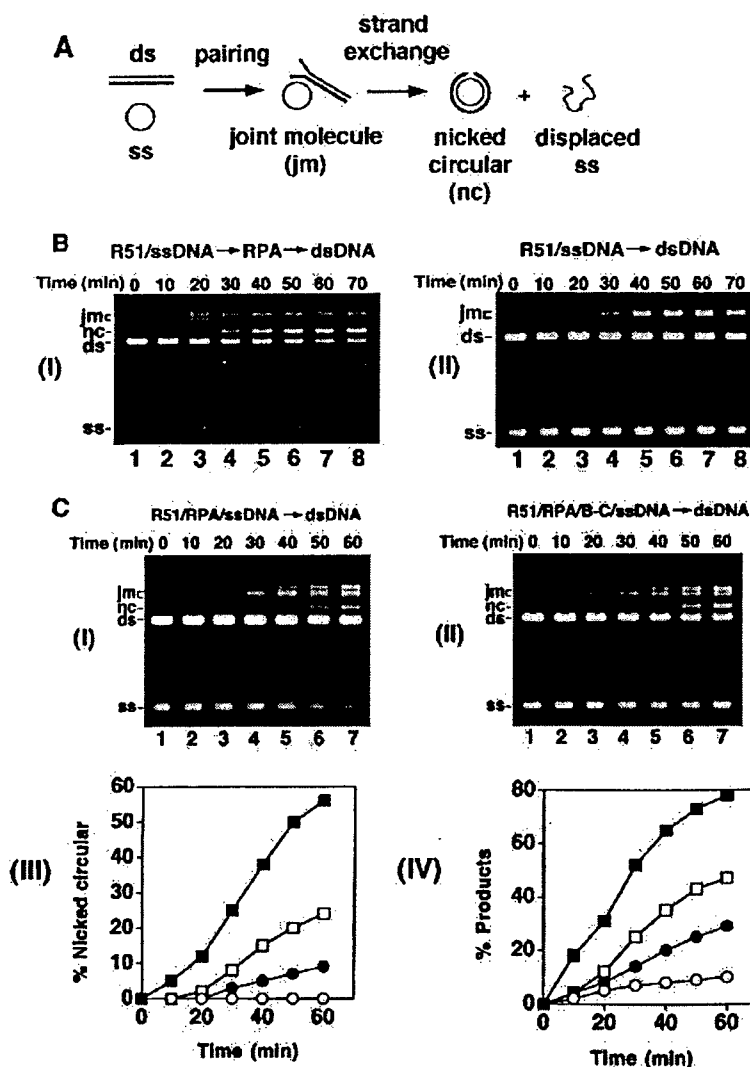 A
ds
pairing
strand
exchange
ss
joint molecule
(jm)
nicked
circular
(nc)
+
displaced
ss
B
R51/ssDNA → RPA → dsDNA
Time (min) 0 10 20 30 40 50 60 70
jm
nc-
ds-
ss-
(I)
1 2 3 4 5 6 7 8
R51/ssDNA → dsDNA
Time (min) 0 10 20 30 40 50 60 70
jm
ds-
ss-
(II)
1 2 3 4 5 6 7 8
C
R51/RPA/ssDNA → dsDNA
Time (min) 0 10 20 30 40 50 60
jm
nc-
ds-
ss-
(I)
1 2 3 4 5 6 7
R51/RPA/B-C/ssDNA → dsDNA
Time (min) 0 10 20 30 40 50 60
jm
nc-
ds-
ss-
(II)
1 2 3 4 5 6 7
(III)
% Nicked circular
60
50
40
30
20
10
0
0 20 40 60
Time (min)
(IV)
% Products
80
60
40
20
0
0 20 40 60
Time (min)